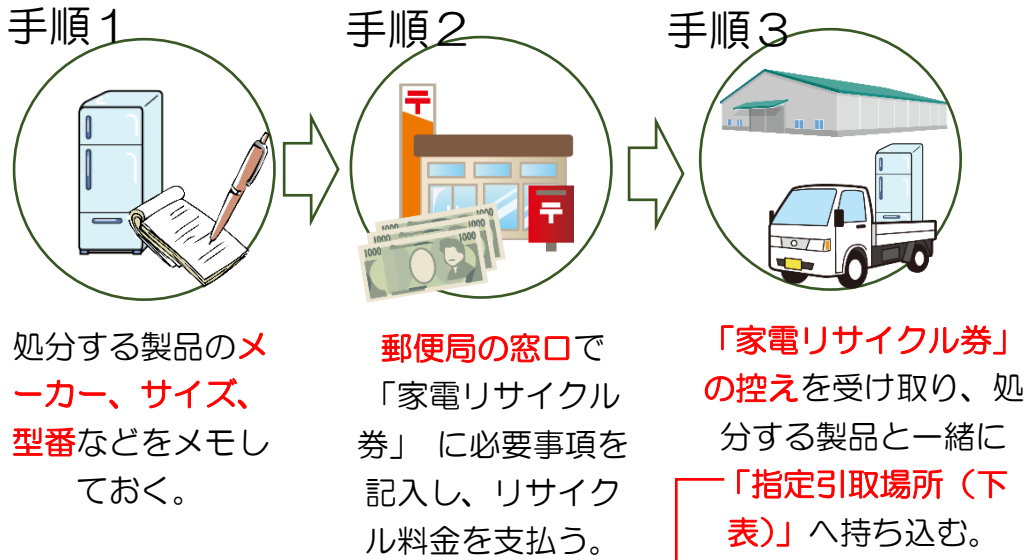 手順１
手順２
手順３
1000
1000
1000
1000
処分する製品のメ
ーカー、サイズ、
型番などをメモし
ておく。
郵便局の窓口で
「家電リサイクル
券」 に必要事項を
記入し、リサイク
ル料金を支払う。
「家電リサイクル券」
の控えを受け取り、処
分する製品と一緒に
「指定引取場所（下
表）」へ持ち込む。